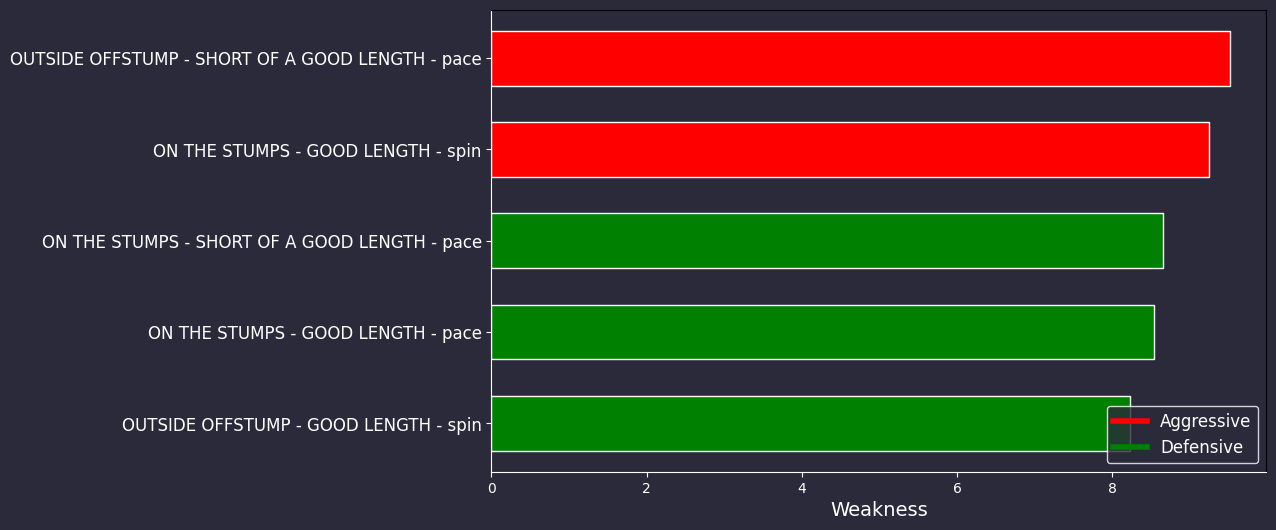 OUTSIDE OFFSTUMP - SHORT OF A GOOD LENGTH - pace
ON THE STUMPS - GOOD LENGTH - spin
ON THE STUMPS - SHORT OF A GOOD LENGTH - pace
ON THE STUMPS - GOOD LENGTH - pace
OUTSIDE OFFSTUMP - GOOD LENGTH - spin
Aggressive
Defensive
0 2 4 6 8
Weakness